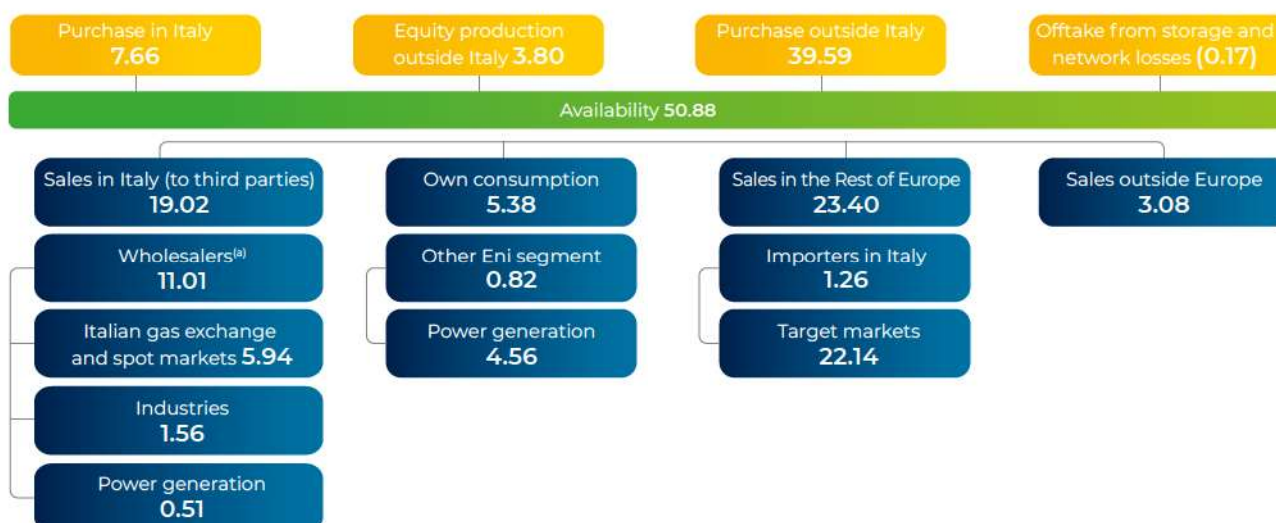 Purchase in Italy
7.66
Equity production
outside Italy 3.80
Purchase outside Italy
39.59
Offtake from storage and
network losses (0.17)
Availability 50.88
Sales in Italy (to third parties)
19.02
Own consumption
5.38
Sales in the Rest of Europe
23.40
Sales outside Europe
3.08
Wholesalers(a)
11.01
Other Eni segment
0.82
Importers in Italy
1.26
Italian gas exchange
and spot markets 5.94
Power generation
4.56
Target markets
22.14
Industries
1.56
Power generation
0.51